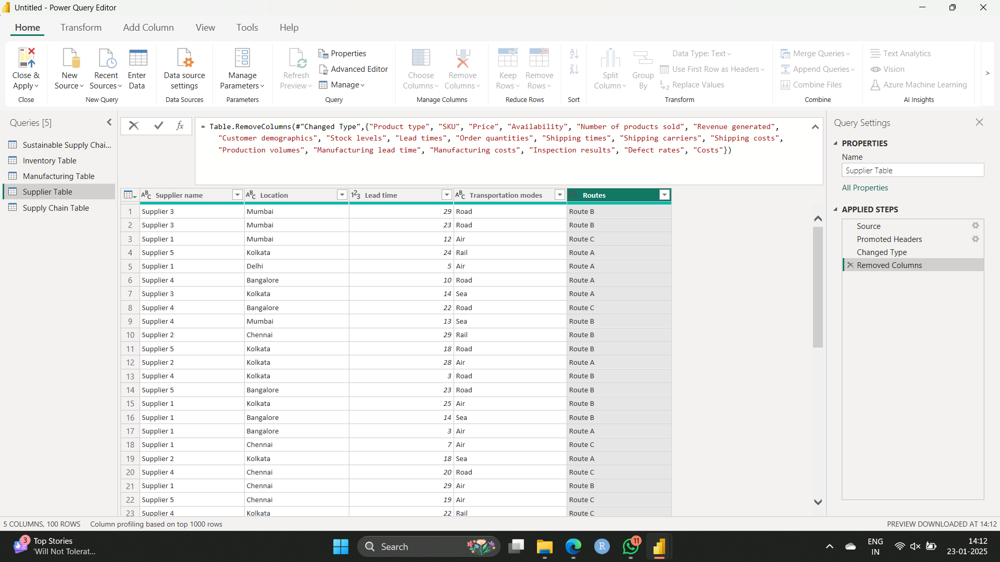 Untitled - Power Query Editor
Home Transform Add Column View Tools Help
Close & Apply
Close
New Source
Recent Sources
Enter Data
New Query
Data source settings
Data Sources
Manage Parameters
Parameters
Refresh Preview
Properties
Advanced Editor
Manage
Query
Choose Columns
Remove Columns
Manage Columns
Keep Rows
Remove Rows
Reduce Rows
Sort
Split Column
Group By
Data Type: Text
Use First Row as Headers
Replace Values
Transform
Merge Queries
Append Queries
Combine Files
Combine
Text Analytics
Vision
Azure Machine Learning
AI Insights
Queries [5]
Sustainable Supply Chai...
Inventory Table
Manufacturing Table
Supplier Table
Supply Chain Table
= Table.RemoveColumns(#"Changed Type",{"Product type", "SKU", "Price", "Availability", "Number of products sold", "Revenue generated",
"Customer demographics", "Stock levels", "Lead times", "Order quantities", "Shipping times", "Shipping carriers", "Shipping costs",
"Production volumes", "Manufacturing lead time", "Manufacturing costs", "Inspection results", "Defect rates", "Costs"})
Supplier name Location Lead time Transportation modes Routes
1 Supplier 3 Mumbai 29 Road Route B
2 Supplier 3 Mumbai 23 Road Route B
3 Supplier 1 Mumbai 12 Air Route C
4 Supplier 5 Kolkata 24 Rail Route A
5 Supplier 1 Delhi 5 Air Route A
6 Supplier 4 Bangalore 10 Road Route A
7 Supplier 3 Kolkata 14 Sea Route A
8 Supplier 4 Bangalore 22 Road Route C
9 Supplier 4 Mumbai 13 Sea Route B
10 Supplier 2 Chennai 29 Rail Route B
11 Supplier 5 Kolkata 18 Road Route B
12 Supplier 2 Kolkata 28 Air Route A
13 Supplier 4 Kolkata 3 Road Route B
14 Supplier 5 Bangalore 23 Road Route B
15 Supplier 1 Kolkata 25 Air Route B
16 Supplier 1 Bangalore 14 Sea Route B
17 Supplier 1 Bangalore 3 Air Route A
18 Supplier 1 Chennai 7 Air Route C
19 Supplier 2 Kolkata 18 Sea Route A
20 Supplier 4 Chennai 20 Road Route C
21 Supplier 1 Chennai 29 Air Route B
22 Supplier 5 Chennai 19 Air Route C
23 Supplier 4 Kolkata 22 Rail Route C
Query Settings
PROPERTIES
Name
Supplier Table
All Properties
APPLIED STEPS
Source
Promoted Headers
Changed Type
Removed Columns
5 COLUMNS, 100 ROWS Column profiling based on top 1000 rows
PREVIEW DOWNLOADED AT 14:12
3
Top Stories
'Will Not Tolerat...
Search
R
11
ENG
IN
14:12
23-01-2025